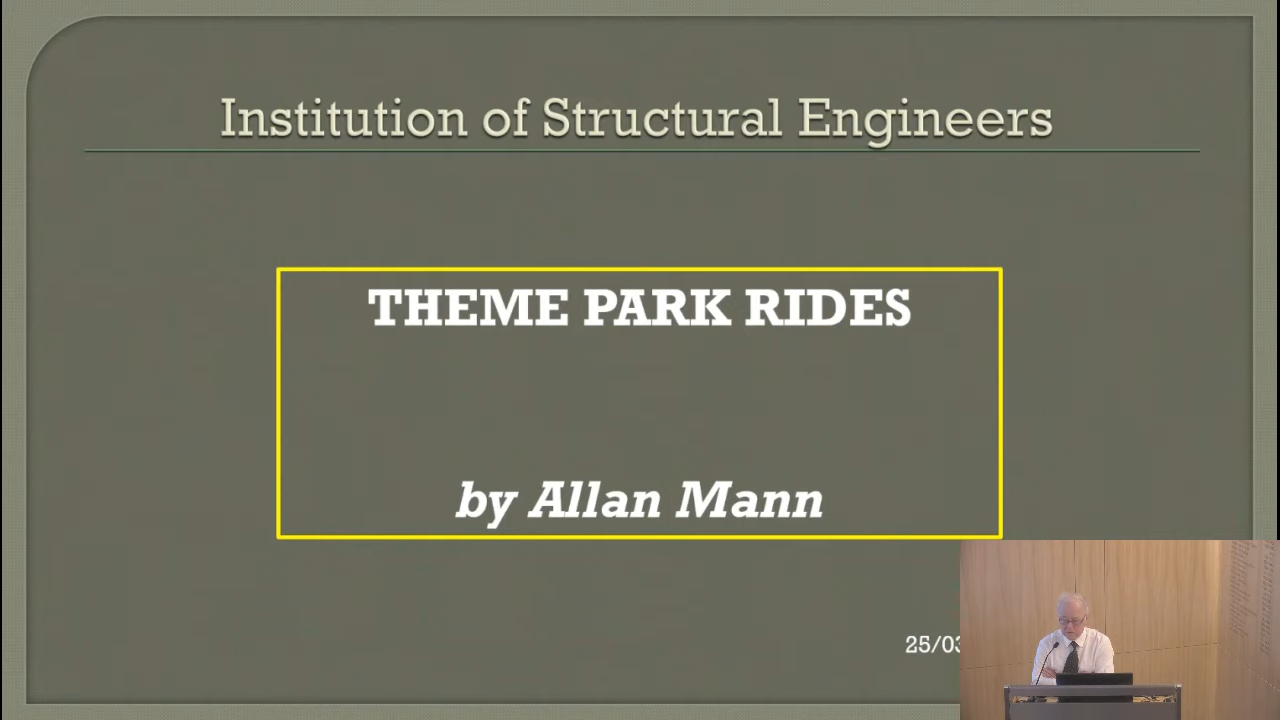 Institution of Structural Engineers
THEME PARK RIDES
by Allan Mann
25/03